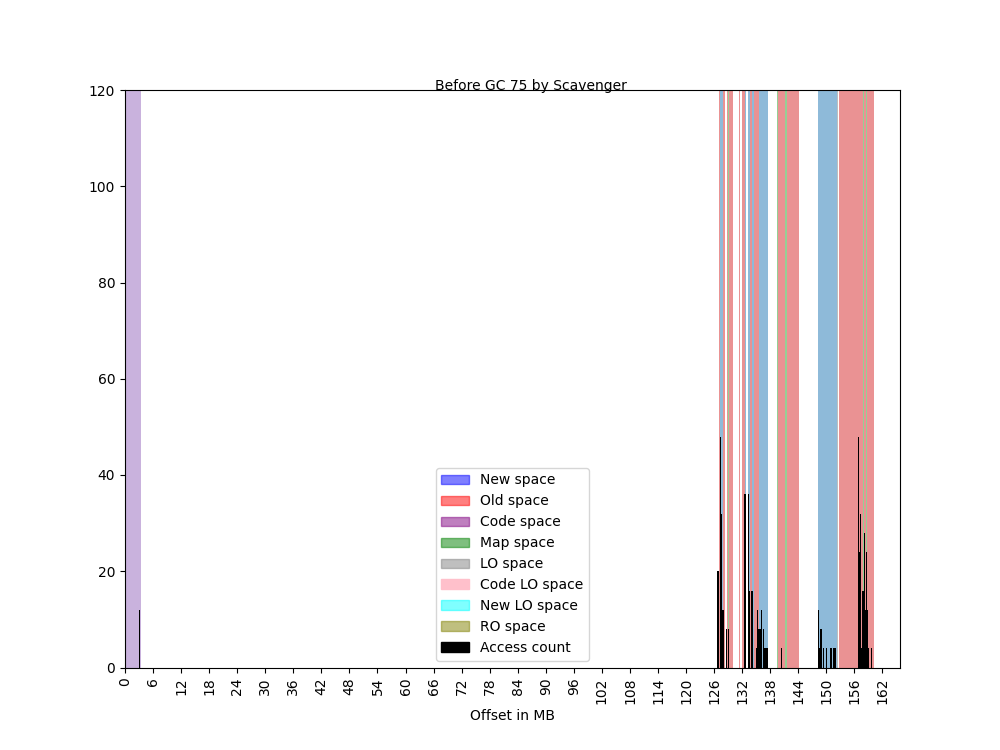 Before GC 75 by Scavenger
120
100
80
60
40
20
0
New space
Old space
Code space
Map space
LO space
Code LO space
New LO space
RO space
Access count
0 6 12 18 24 30 36 42 48 54 60 66 72 78 84 90 96 102 108 114 120 126 132 138 144 150 156 162
Offset in MB